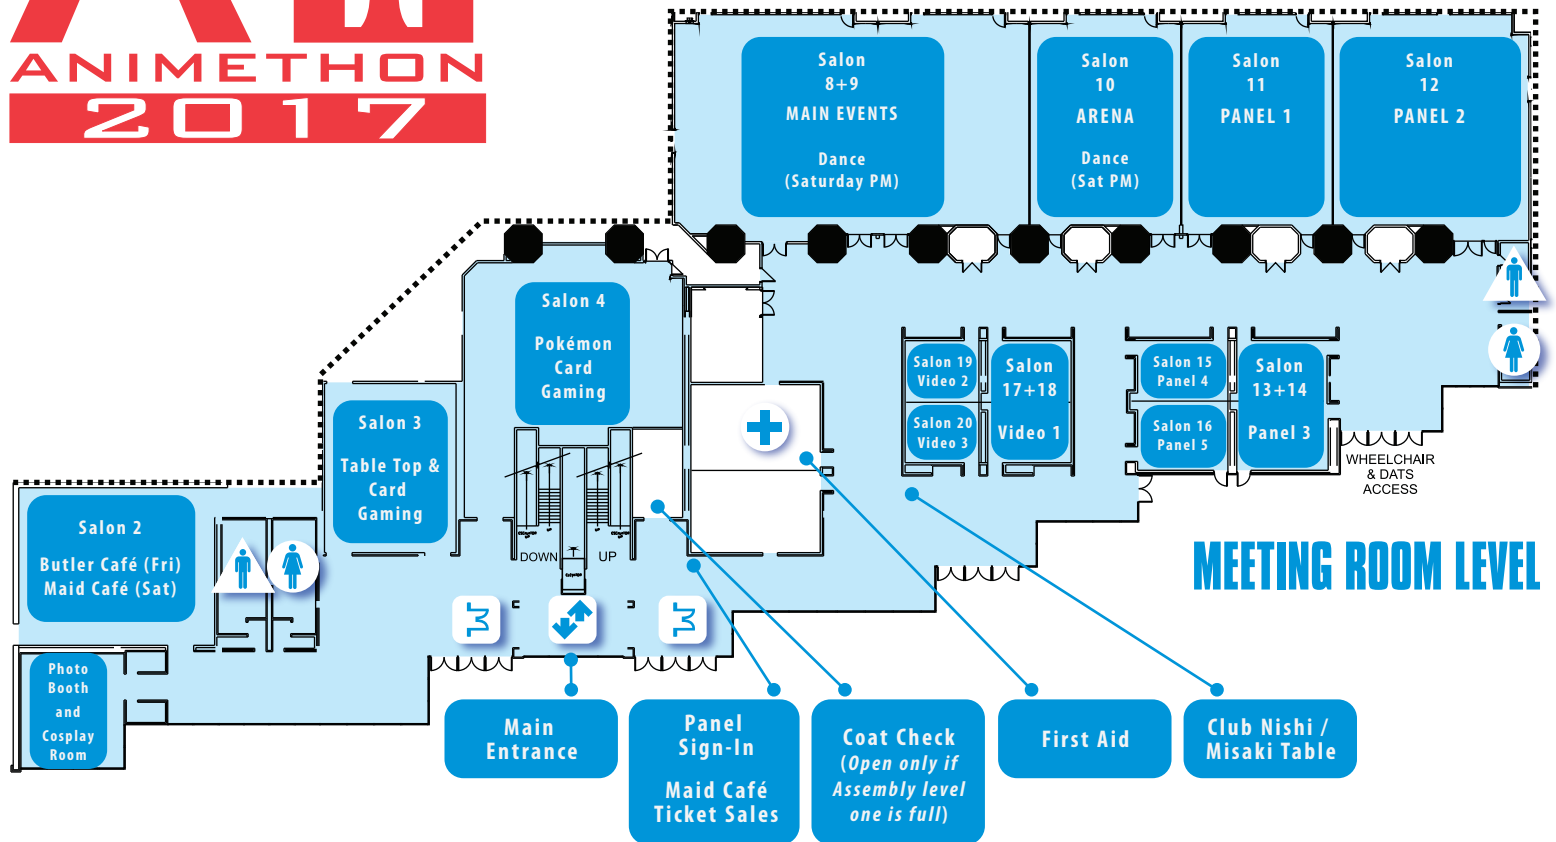 ANIMETHON
2017
Salon
8+9
MAIN EVENTS
Dance
(Saturday PM)
Salon
10
ARENA
Dance
(Sat PM)
Salon
11
PANEL 1
Salon
12
PANEL 2
Salon 4
Pokémon
Card
Gaming
Salon 3
Table Top &
Card
Gaming
Salon 2
Butler Café (Fri)
Maid Café (Sat)
Photo
Booth
and
Cosplay
Room
Salon 19
Video 2
Salon 20
Video 3
Salon
17+18
Video 1
Salon 15
Panel 4
Salon 16
Panel 5
Salon
13+14
Panel 3
WHEELCHAIR
& DATS
ACCESS
DOWN
UP
MEETING ROOM LEVEL
Main
Entrance
Panel
Sign-In
Maid Café
Ticket Sales
Coat Check
(Open only if
Assembly level
one is full)
First Aid
Club Nishi /
Misaki Table